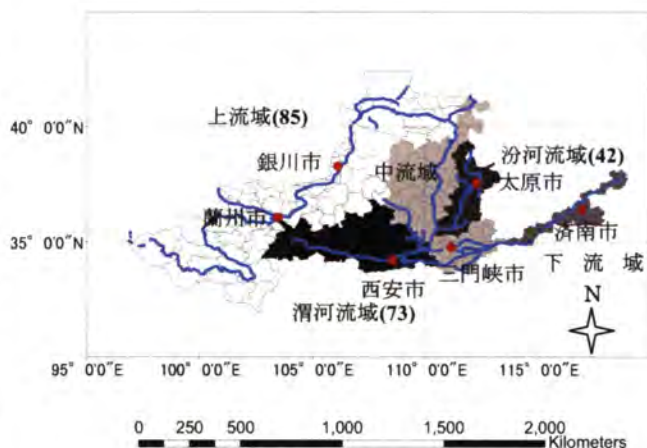 上流域(85)
40° 0'0"N
銀川市
中流域
汾河流域(42)
太原市
蘭州市
35° 0'0"N
済南市
三門峡市
下 流 域
西安市
渭河流域(73)
N
95° 0'0"E 100° 0'0"E 105° 0'0"E 110° 0'0"E 115° 0'0"E
0 250 500 1,000 1,500 2,000
Kilometers